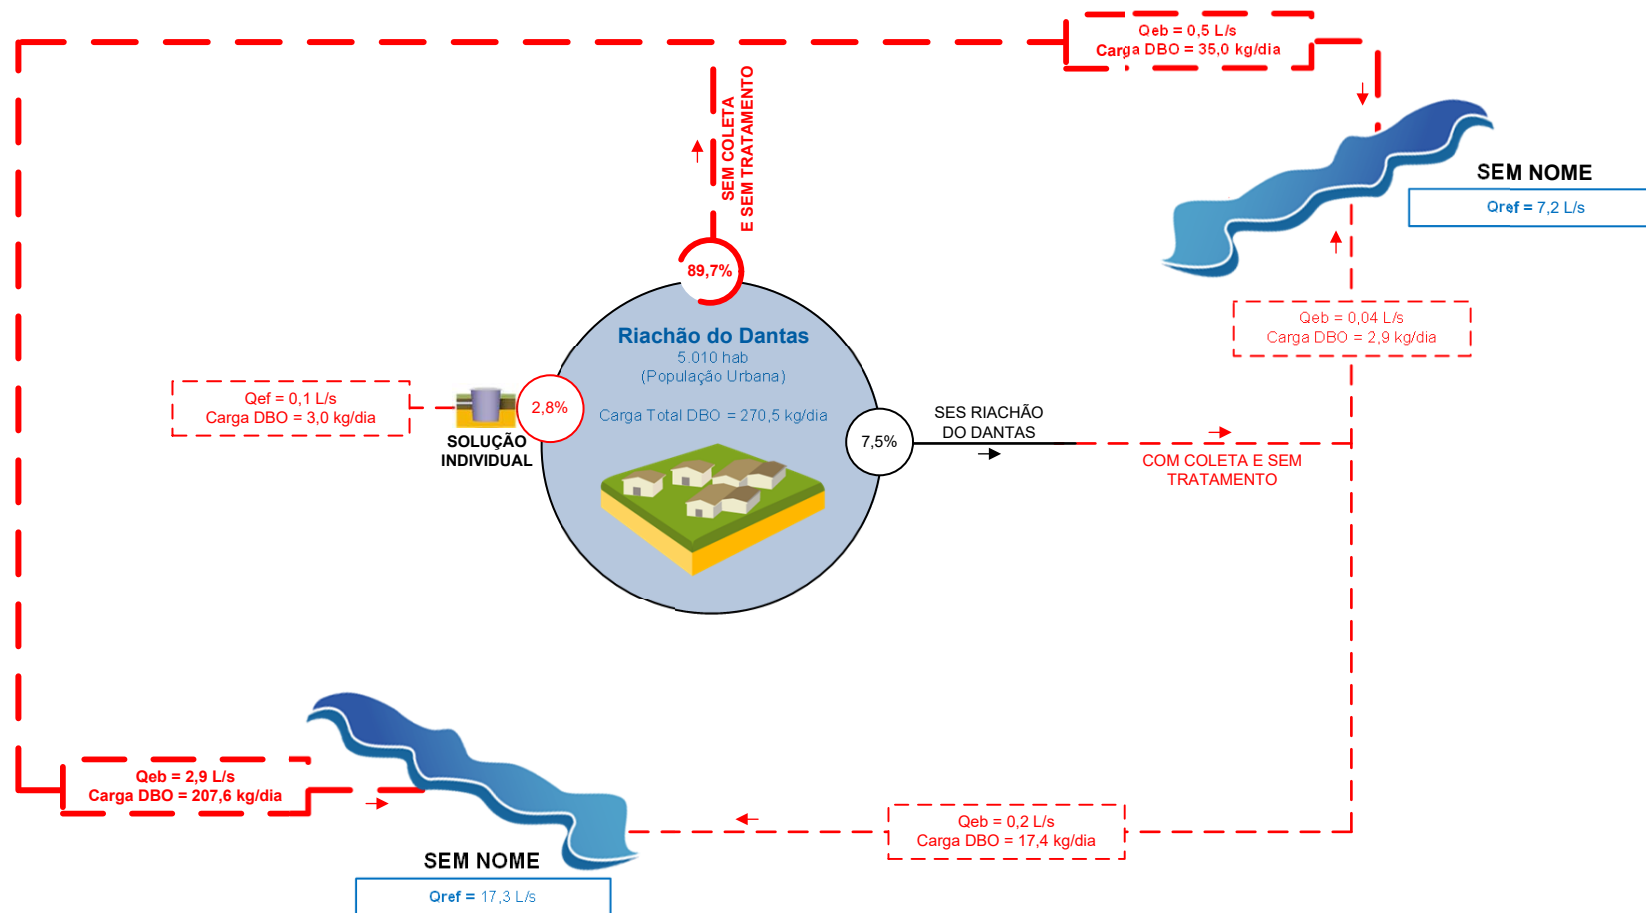 Qeb = 0,5 L/s
Carga DBO = 35,0 kg/dia
SEM COLETA
E SEM TRATAMENTO
SEM NOME
Qref = 7,2 L/s
89,7%
Riachão do Dantas
5.010 hab
(População Urbana)
Carga Total DBO = 270,5 kg/dia
Qeb = 0,04 L/s
Carga DBO = 2,9 kg/dia
Qef = 0,1 L/s
Carga DBO = 3,0 kg/dia
2,8%
SOLUÇÃO
INDIVIDUAL
7,5%
SES RIACHÃO
DO DANTAS
COM COLETA E SEM
TRATAMENTO
Qeb = 2,9 L/s
Carga DBO = 207,6 kg/dia
Qeb = 0,2 L/s
Carga DBO = 17,4 kg/dia
SEM NOME
Qref = 17,3 L/s